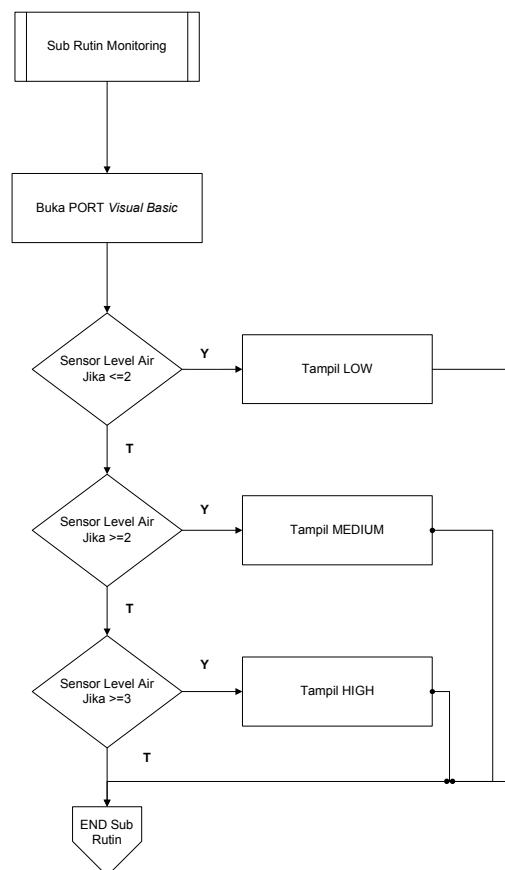 Sub Rutin Monitoring
Buka PORT Visual Basic
Sensor Level Air
Jika <=2
Y
Tampil LOW
T
Sensor Level Air
Jika >=2
Y
Tampil MEDIUM
T
Sensor Level Air
Jika >=3
Y
Tampil HIGH
T
END Sub
Rutin